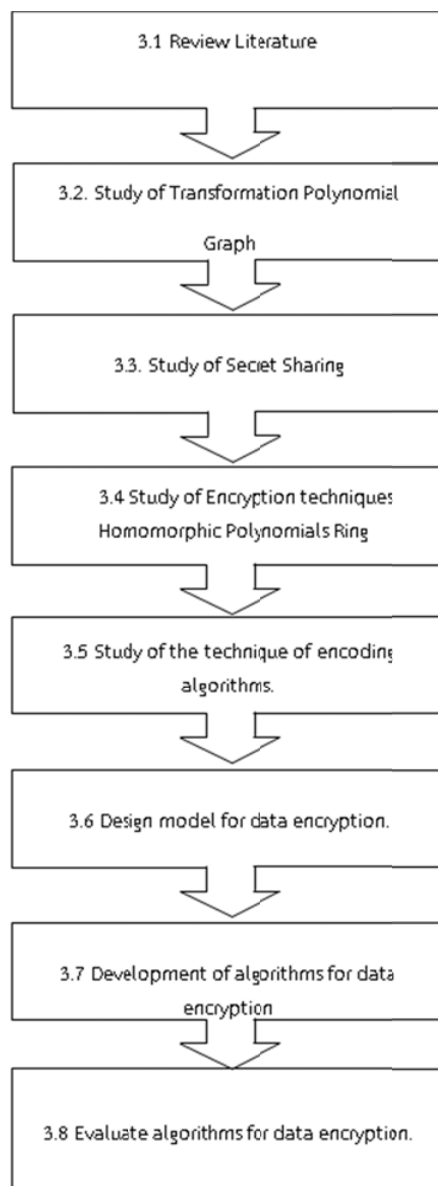 3.1 Review Literature
3.2. Study of Transformation Polynomial
Graph
3.3. Study of Secret Sharing
3.4 Study of Encryption techniques
Homomorphic Polynomials Ring
3.5 Study of the technique of encoding
algorithms.
3.6 Design model for data encryption.
3.7 Development of algorithms for data
encryption
3.8 Evaluate algorithms for data encryption.